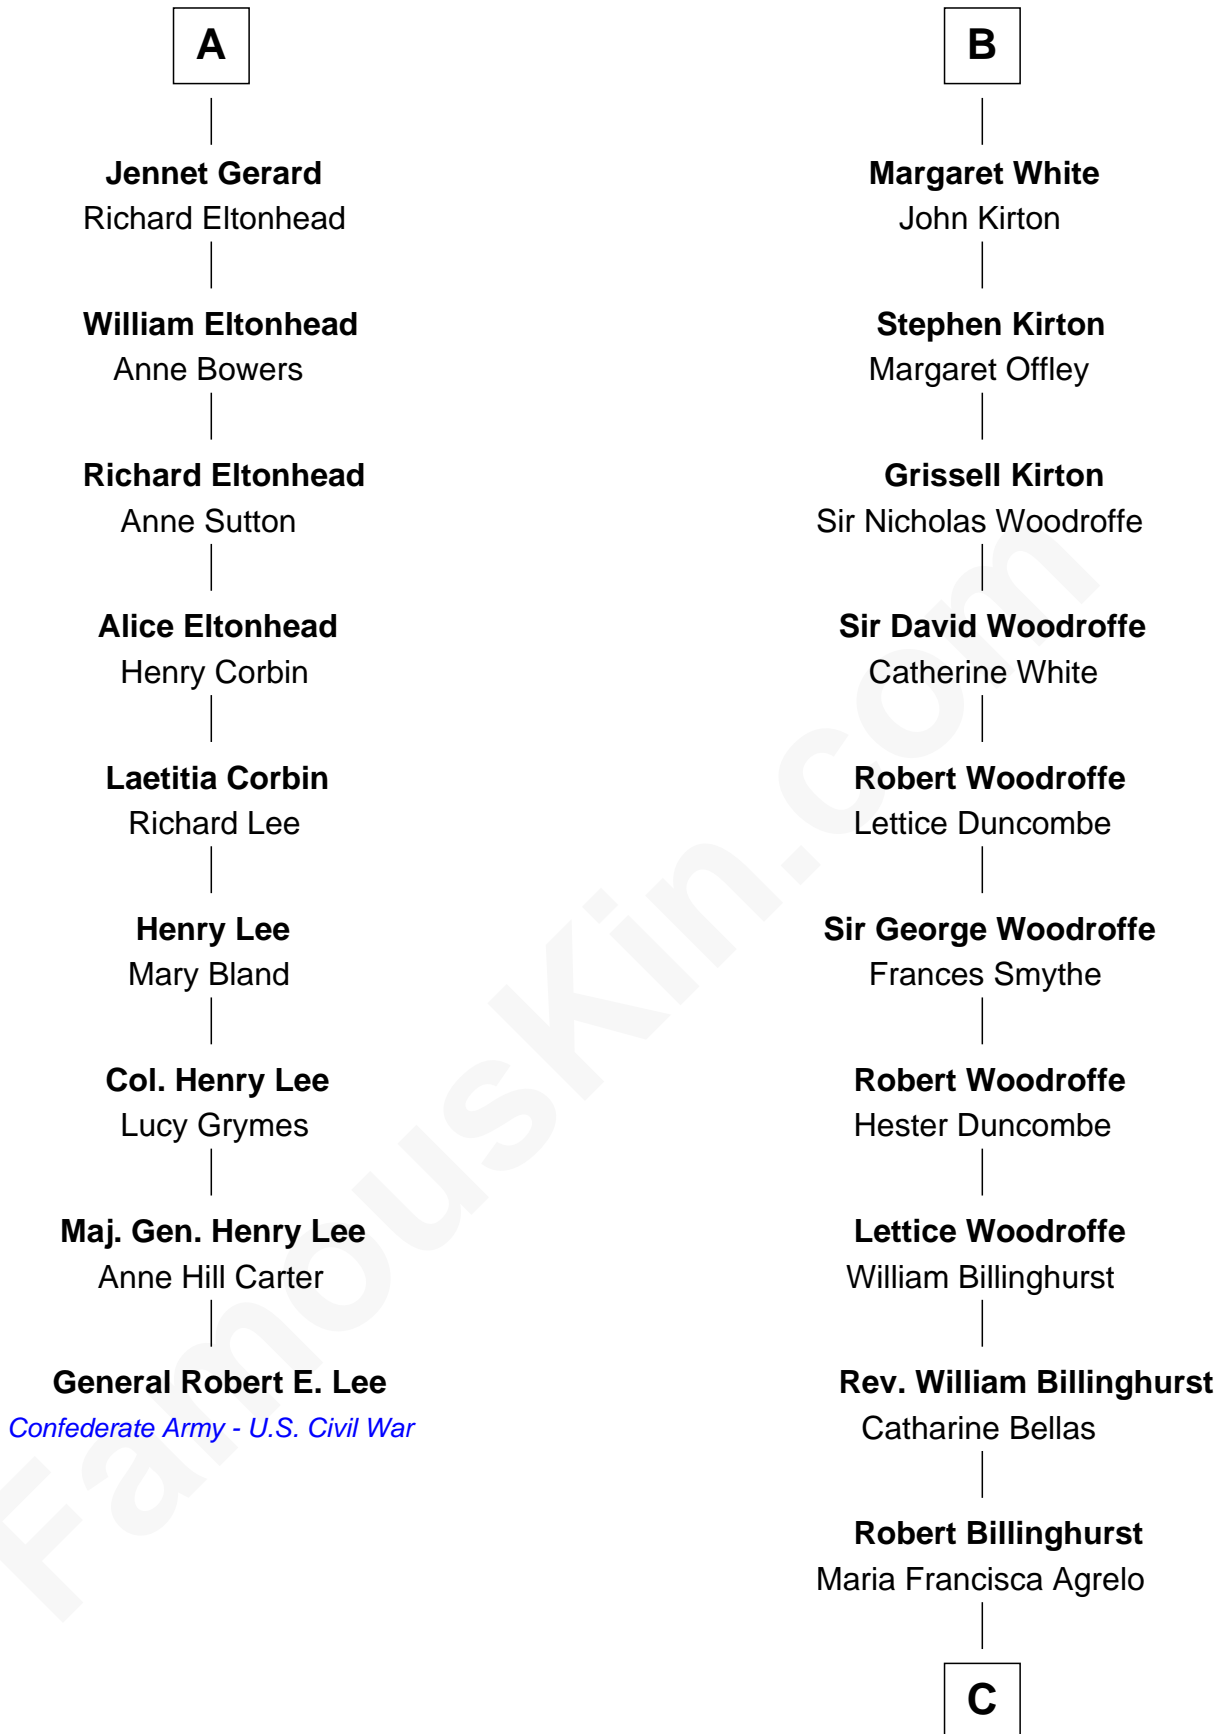 A
Jennet Gerard
Richard Eltonhead
William Eltonhead
Anne Bowers
Richard Eltonhead
Anne Sutton
Alice Eltonhead
Henry Corbin
Laetitia Corbin
Richard Lee
Henry Lee
Mary Bland
Col. Henry Lee
Lucy Grymes
Maj. Gen. Henry Lee
Anne Hill Carter
General Robert E. Lee
Confederate Army - U.S. Civil War
B
Margaret White
John Kirton
Stephen Kirton
Margaret Offley
Grissell Kirton
Sir Nicholas Woodroffe
Sir David Woodroffe
Catherine White
Robert Woodroffe
Lettice Duncombe
Sir George Woodroffe
Frances Smythe
Robert Woodroffe
Hester Duncombe
Lettice Woodroffe
William Billinghurst
Rev. William Billinghurst
Catharine Bellas
Robert Billinghurst
Maria Francisca Agrelo
C
FamousKin.com